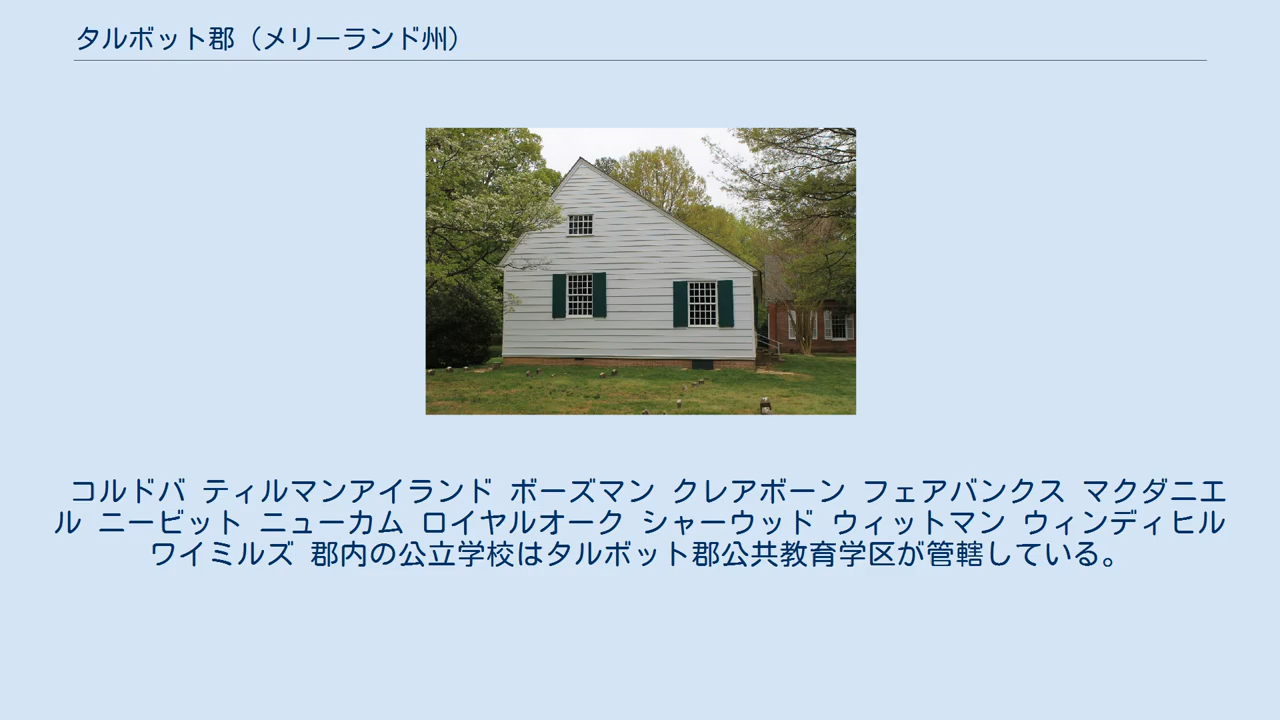 タルボット郡（メリーランド州）
コルドバ ティルマンアイランド ボーズマン クレアボーン フェアバンクス マクダニエ
ル ニービット ニューカム ロイヤルオーク シャーウッド ウィットマン ウィンディヒル
ワイミルズ 郡内の公立学校はタルボット郡公共教育学区が管轄している。